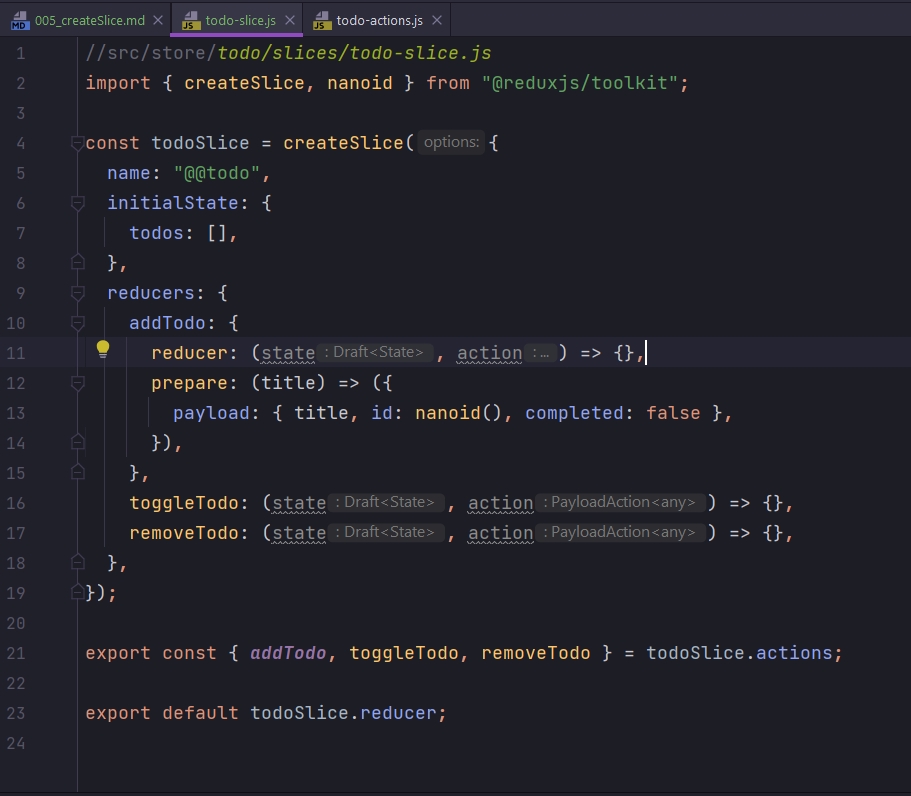 005_createSlice.md
todo-slice.js
todo-actions.js
1 //src/store/todo/slices/todo-slice.js
2 import { createSlice, nanoid } from "@reduxjs/toolkit";
3
4 const todoSlice = createSlice( options: {
5   name: "@@todo",
6   initialState: {
7     todos: [],
8   },
9   reducers: {
10     addTodo: {
11       reducer: (state : Draft<State> , action : ... ) => {},
12       prepare: (title) => ({
13         payload: { title, id: nanoid(), completed: false },
14       }),
15     },
16     toggleTodo: (state : Draft<State> , action : PayloadAction<any> ) => {},
17     removeTodo: (state : Draft<State> , action : PayloadAction<any> ) => {},
18   },
19 });
20
21 export const { addTodo, toggleTodo, removeTodo } = todoSlice.actions;
22
23 export default todoSlice.reducer;
24